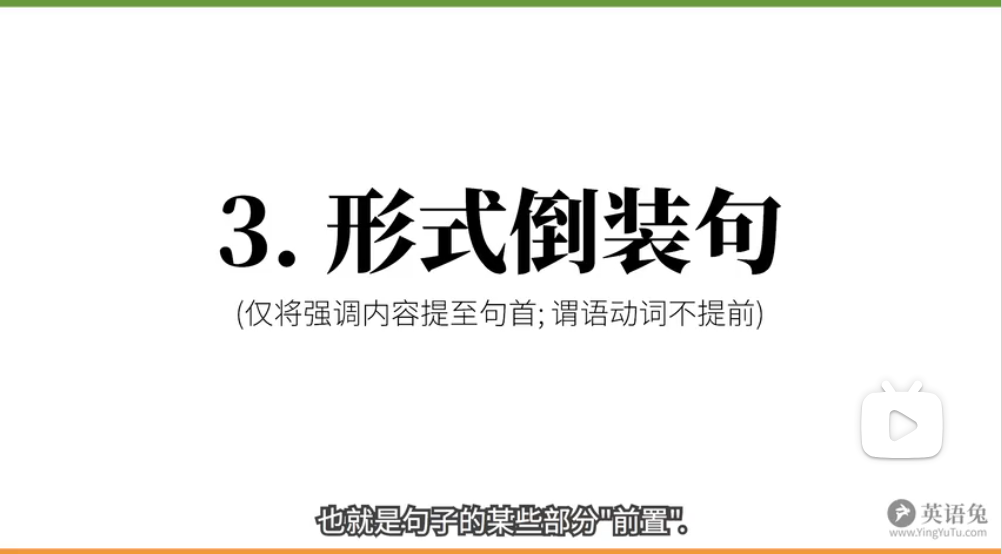 3. 形式倒装句
(仅将强调内容提至句首; 谓语动词不提前)
也就是句子的某些部分"前置".
英语兔
www.YingYuTu.com